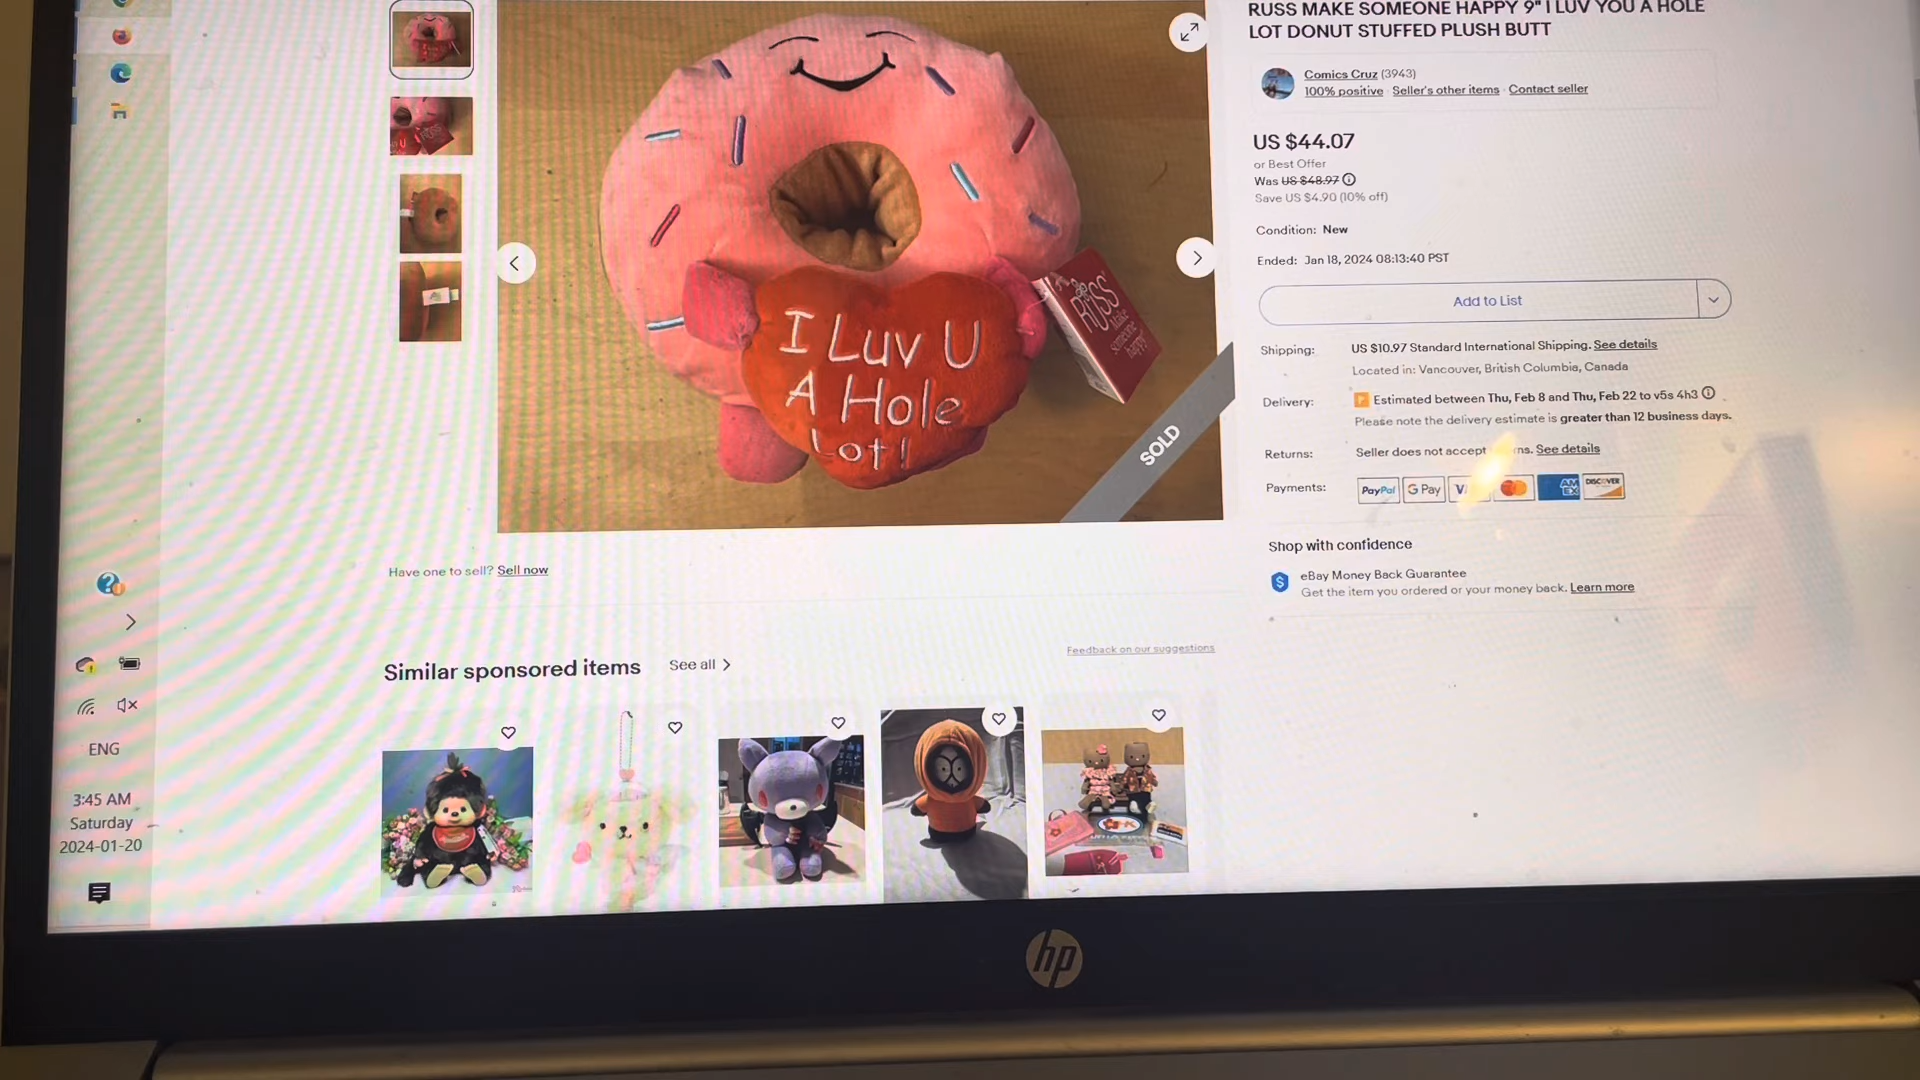 RUSS MAKE SOMEONE HAPPY 9" I LUV YOU A HOLE
LOT DONUT STUFFED PLUSH BUTT
Comics Cruz (3943)
100% positive Seller's other items Contact seller
US $44.07
or Best Offer
Was US $48.97
Save US $4.90 (10% off)
Condition: New
Ended: Jan 18, 2024 08:13:40 PST
Add to List
Shipping: US $10.97 Standard International Shipping. See details
Located in: Vancouver, British Columbia, Canada
Delivery: Estimated between Thu, Feb 8 and Thu, Feb 22 to v5s 4h3
Please note the delivery estimate is greater than 12 business days.
Returns: Seller does not accept See details
Payments: PayPal G Pay AM EX DISCOVER
Shop with confidence
eBay Money Back Guarantee
Get the item you ordered or your money back. Learn more
I Luv U
A Hole
Lot!
RUSS
Make
someone
happy
SOLD
Have one to sell? Sell now
Feedback on our suggestions
Similar sponsored items See all
ENG
3:45 AM
Saturday
2024-01-20
hp